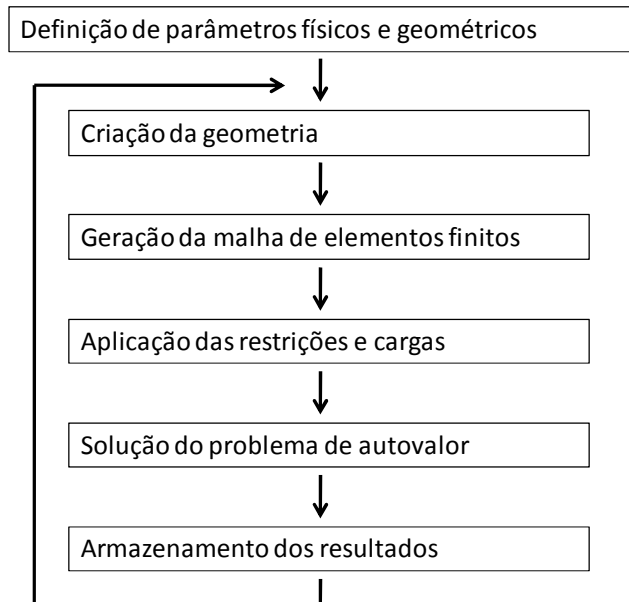 Definição de parâmetros físicos e geométricos
Criação da geometria
Geração da malha de elementos finitos
Aplicação das restrições e cargas
Solução do problema de autovalor
Armazenamento dos resultados